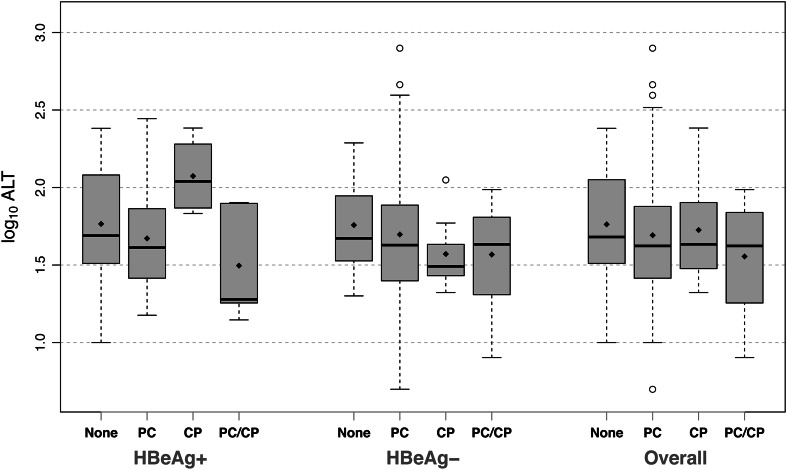 3.0
2.5
2.0
1.5
1.0
log10 ALT
None PC CP PC/CP None PC CP PC/CP None PC CP PC/CP
HBeAg+ HBeAg− Overall